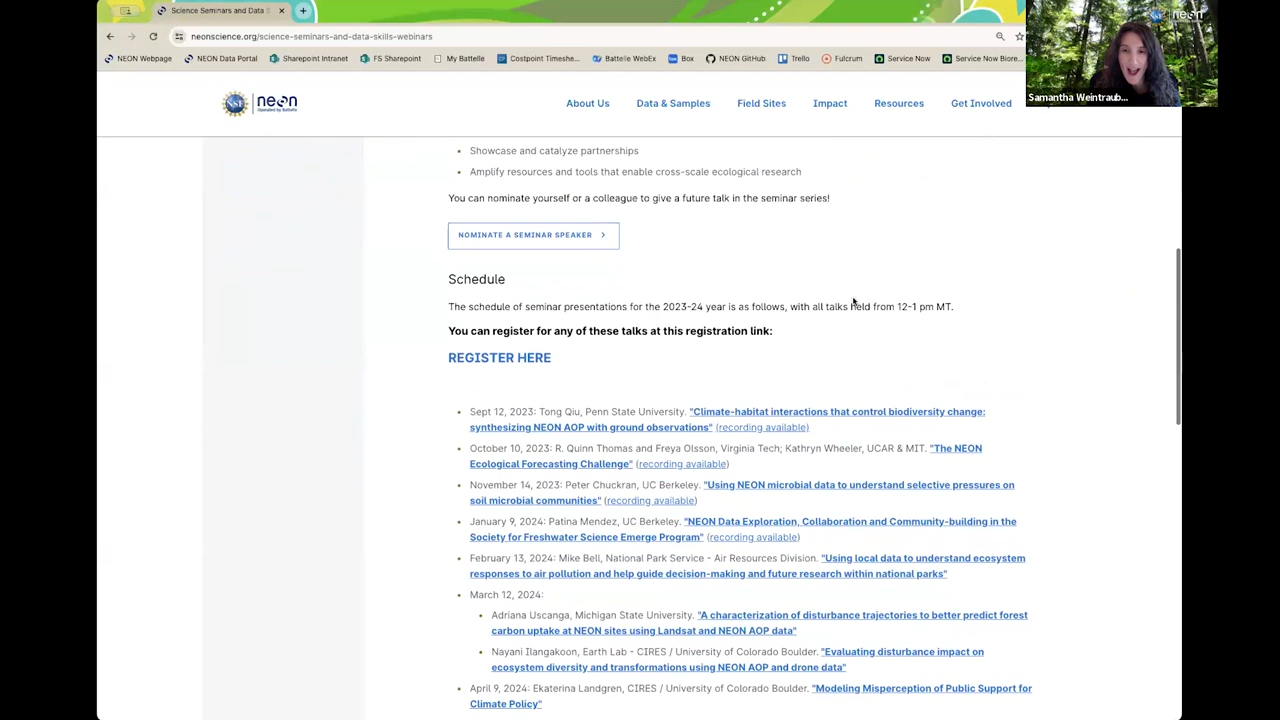 Science Seminars and Data S
neonscience.org/science-seminars-and-data-skills-webinars
NEON Webpage
NEON Data Portal
Sharepoint Intranet
FS Sharepoint
My Battelle
Costpoint Timeshe...
Battelle WebEx
Box
NEON GitHub
Trello
Fulcrum
Service Now
Service Now Biore...
neon
Samantha Weintraub...
NSF
neon
Operated by Battelle
About Us
Data & Samples
Field Sites
Impact
Resources
Get Involved
• Showcase and catalyze partnerships
• Amplify resources and tools that enable cross-scale ecological research
You can nominate yourself or a colleague to give a future talk in the seminar series!
NOMINATE A SEMINAR SPEAKER >
Schedule
The schedule of seminar presentations for the 2023-24 year is as follows, with all talks held from 12-1 pm MT.
You can register for any of these talks at this registration link:
REGISTER HERE
• Sept 12, 2023: Tong Qiu, Penn State University. "Climate-habitat interactions that control biodiversity change:
synthesizing NEON AOP with ground observations" (recording available)
• October 10, 2023: R. Quinn Thomas and Freya Olsson, Virginia Tech; Kathryn Wheeler, UCAR & MIT. "The NEON
Ecological Forecasting Challenge" (recording available)
• November 14, 2023: Peter Chuckran, UC Berkeley. "Using NEON microbial data to understand selective pressures on
soil microbial communities" (recording available)
• January 9, 2024: Patina Mendez, UC Berkeley. "NEON Data Exploration, Collaboration and Community-building in the
Society for Freshwater Science Emerge Program" (recording available)
• February 13, 2024: Mike Bell, National Park Service - Air Resources Division. "Using local data to understand ecosystem
responses to air pollution and help guide decision-making and future research within national parks"
• March 12, 2024:
• Adriana Uscanga, Michigan State University. "A characterization of disturbance trajectories to better predict forest
carbon uptake at NEON sites using Landsat and NEON AOP data"
• Nayani Ilangakoon, Earth Lab - CIRES / University of Colorado Boulder. "Evaluating disturbance impact on
ecosystem diversity and transformations using NEON AOP and drone data"
• April 9, 2024: Ekaterina Landgren, CIRES / University of Colorado Boulder. "Modeling Misperception of Public Support for
Climate Policy"